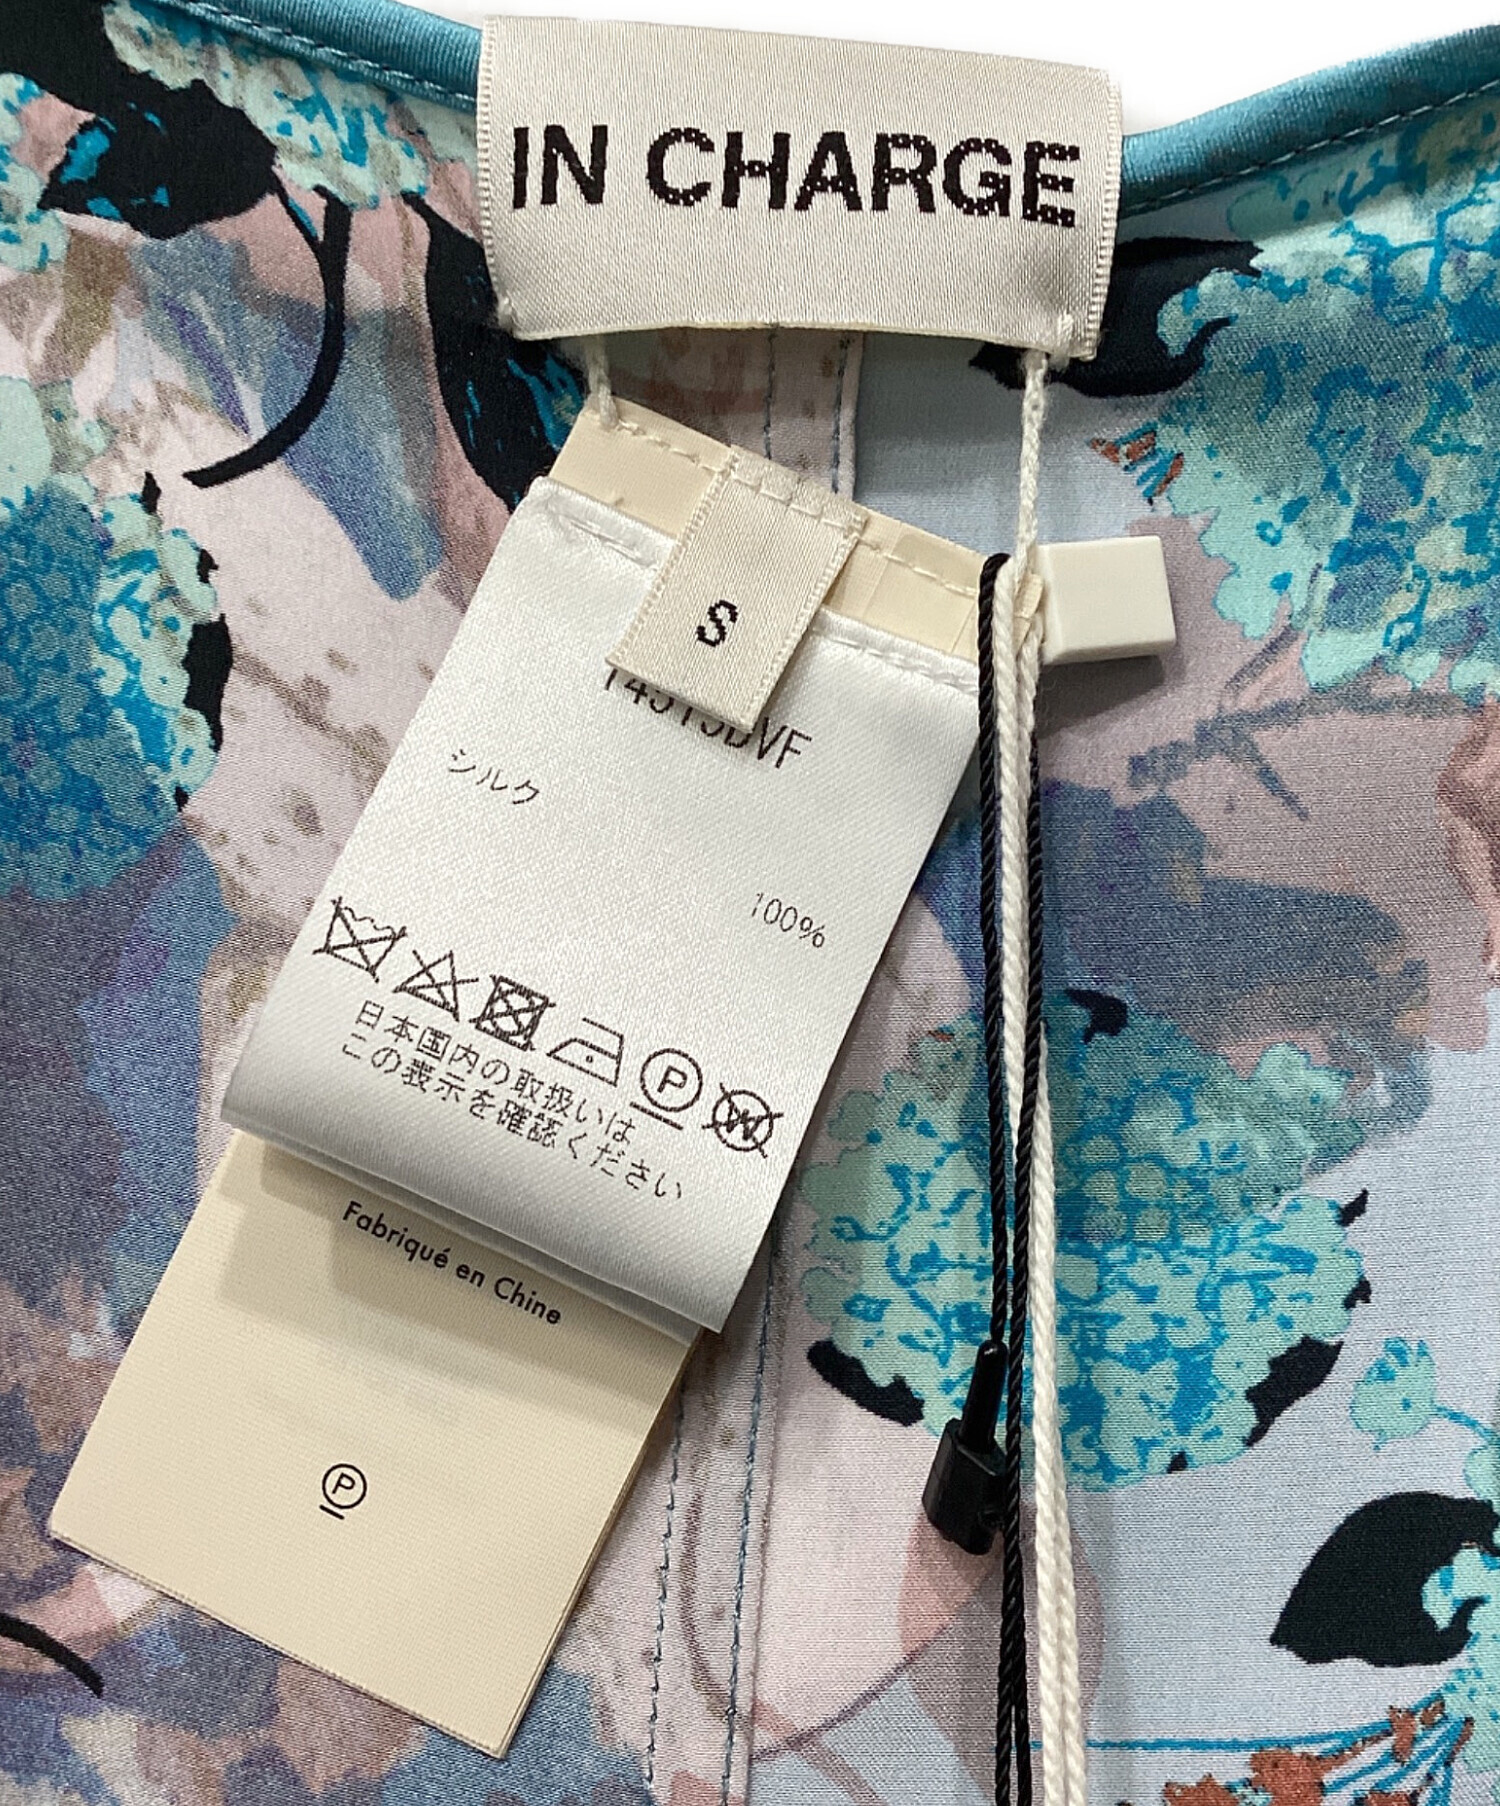 IN CHARGE
S
14515DVF
シルク
100%
P
W
日本国内の取扱いは
この表示を確認ください
Fabriqué en Chine
P